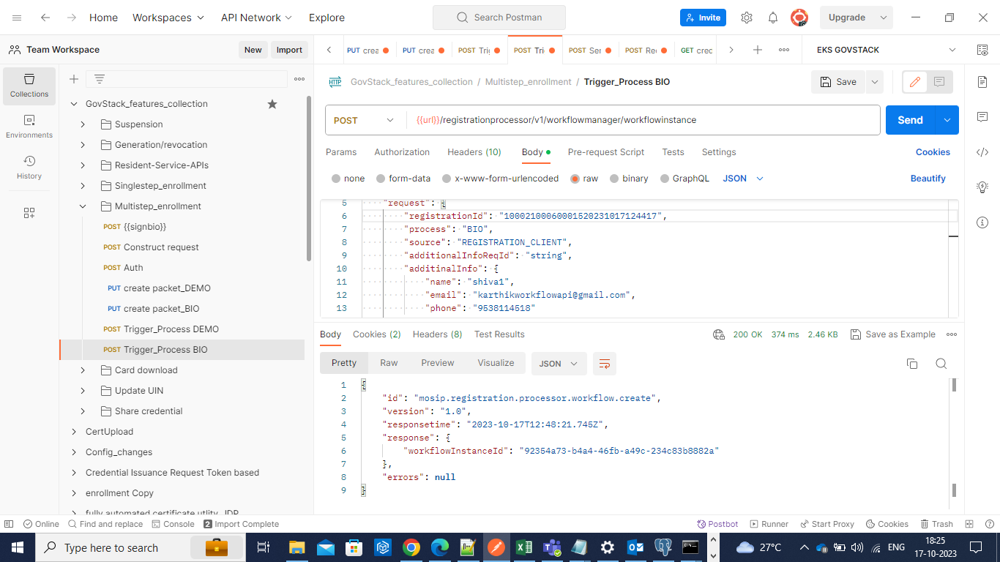 Home Workspaces API Network Explore Search Postman Invite Upgrade
Team Workspace New Import PUT crea PUT crea POST Tri POST Tri POST Ser POST Re GET cred EKS GOVSTACK
Collections
Environments
History
GovStack_features_collection
Suspension
Generation/revocation
Resident-Service-APIs
Singlestep_enrollment
Multistep_enrollment
POST {{signbio}}
POST Construct request
POST Auth
PUT create packet_DEMO
PUT create packet_BIO
POST Trigger_Process DEMO
POST Trigger_Process BIO
Card download
Update UIN
Share credential
CertUpload
Config_changes
Credential Issuance Request Token based
enrollment Copy
fully automated certificate utlity_IDP
HTTP GovStack_features_collection / Multistep_enrollment / Trigger_Process BIO Save
POST {{url}}/registrationprocessor/v1/workflowmanager/workflowinstance Send
Params Authorization Headers (10) Body Pre-request Script Tests Settings Cookies
none form-data x-www-form-urlencoded raw binary GraphQL JSON Beautify
5 "request": {
6 "registrationId": "10002100060001520231017124417",
7 "process": "BIO",
8 "source": "REGISTRATION_CLIENT",
9 "additionalInfoReqId": "string",
10 "additinalInfo": {
11 "name": "shiva1",
12 "email": "karthikworkflowapi@gmail.com",
13 "phone": "9538114518"
Body Cookies (2) Headers (8) Test Results 200 OK 374 ms 2.46 KB Save as Example
Pretty Raw Preview Visualize JSON
1 {
2 "id": "mosip.registration.processor.workflow.create",
3 "version": "1.0",
4 "responsetime": "2023-10-17T12:48:21.745Z",
5 "response": {
6 "workflowInstanceId": "92354a73-b4a4-46fb-a49c-234c83b8882a"
7 },
8 "errors": null
9 }
Online Find and replace Console 2 Import Complete Postbot Runner Start Proxy Cookies Trash
Type here to search 27°C ENG 18:25
17-10-2023